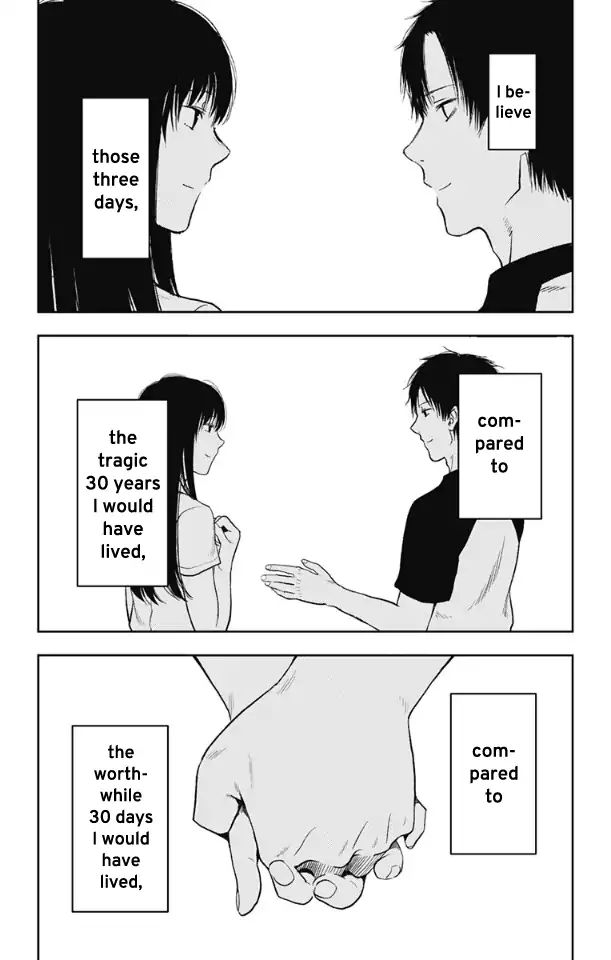 I be-
lieve
those
three
days,
com-
pared
to
the
tragic
30 years
I would
have
lived,
com-
pared
to
the
worth-
while
30 days
I would
have
lived,